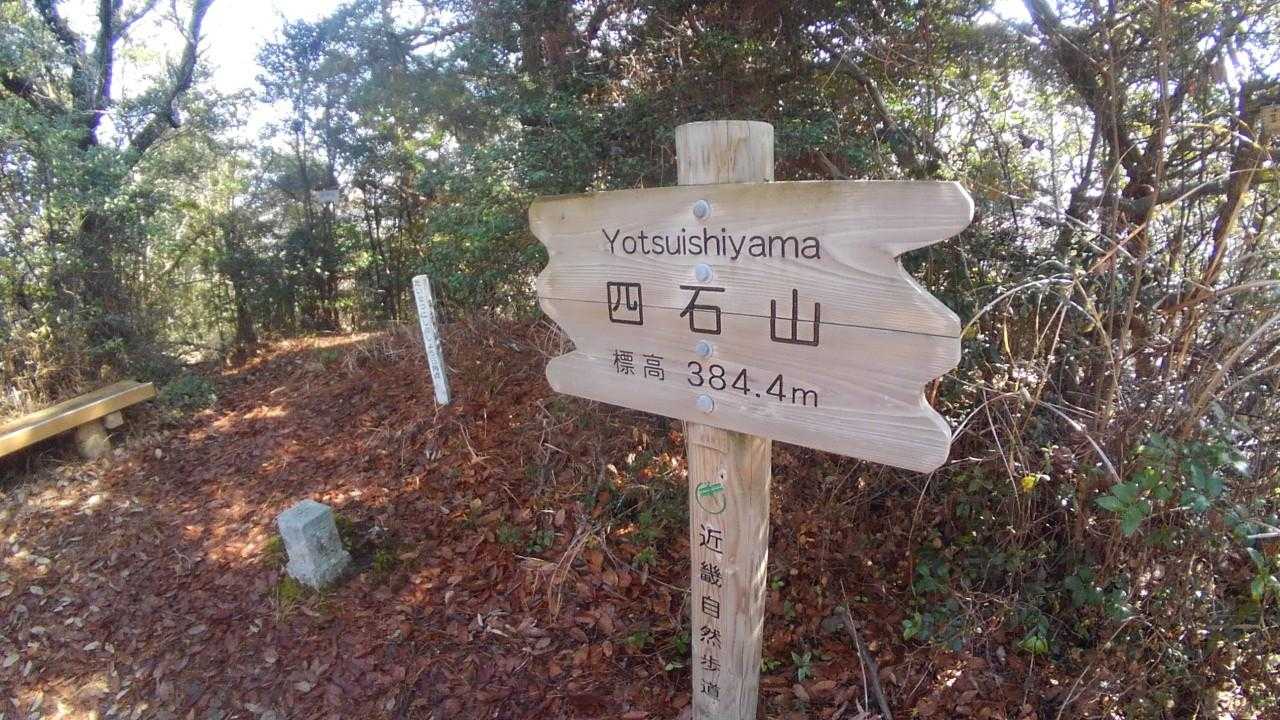 Yotsuishiyama
四石山
標高 384.4m
近畿自然歩道